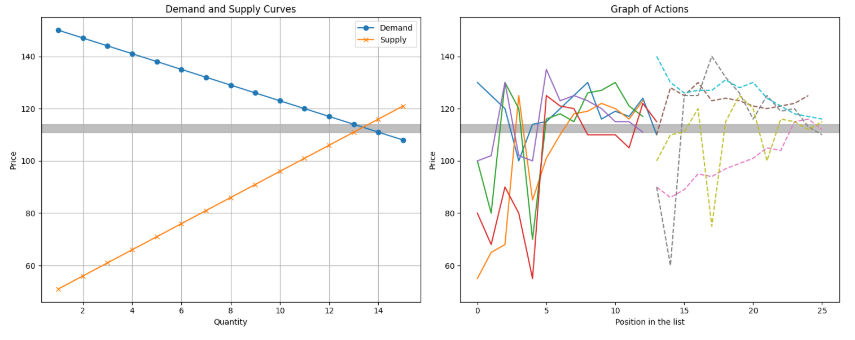 Demand and Supply Curves
Demand
Supply
Price
140
120
100
80
60
2 4 6 8 10 12 14
Quantity
Graph of Actions
Price
140
120
100
80
60
0 5 10 15 20 25
Position in the list